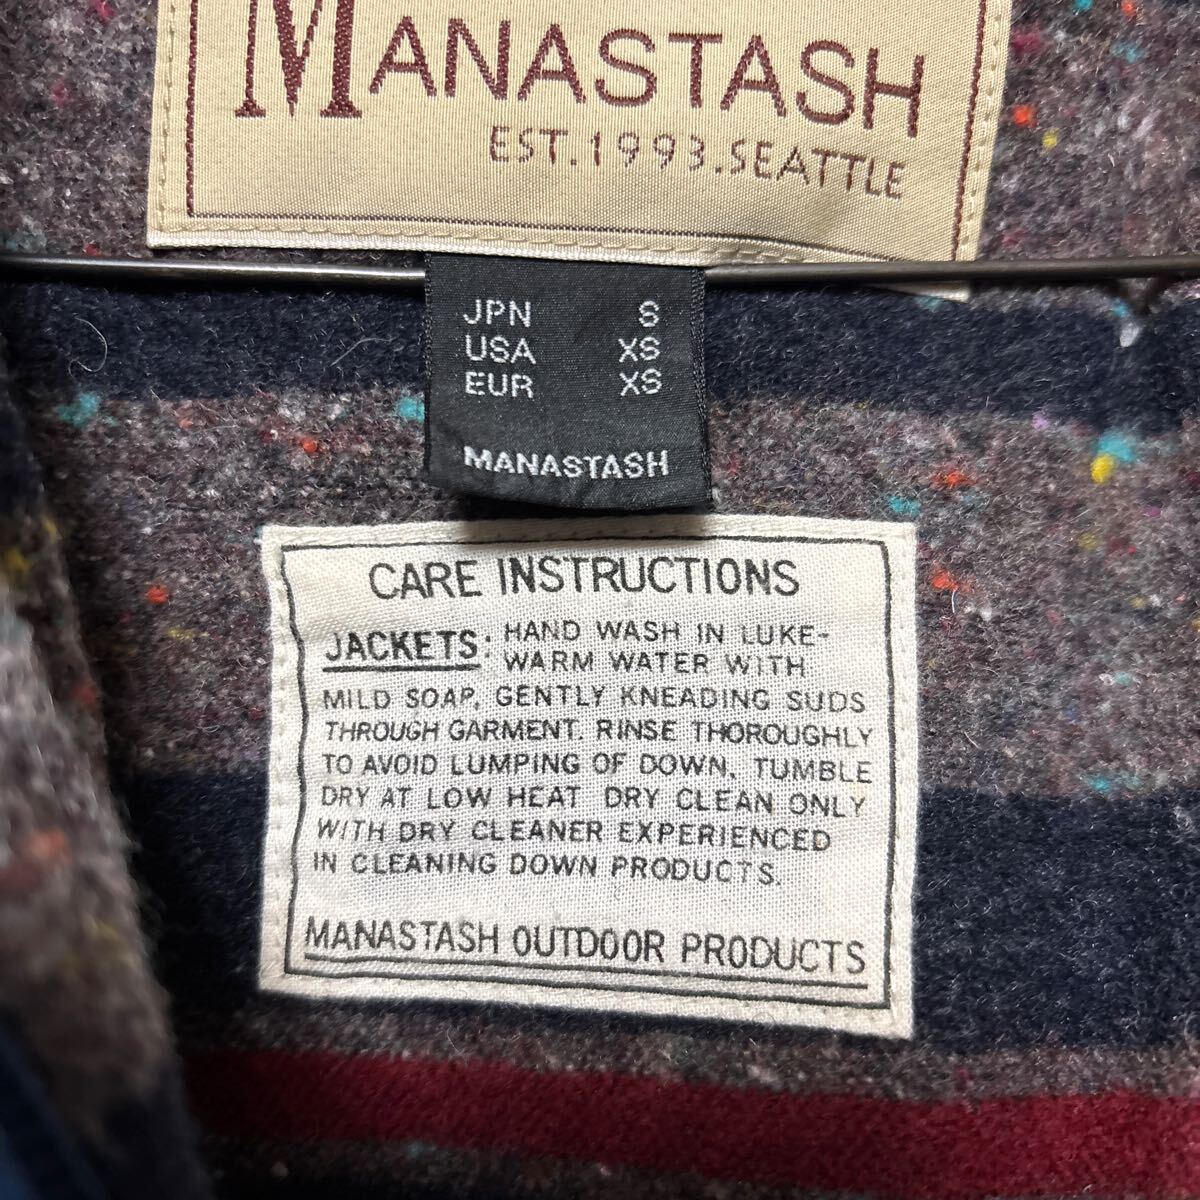 MANASTASH
EST.1993.SEATTLE
JPN S
USA XS
EUR XS
MANASTASH
CARE INSTRUCTIONS
JACKETS: HAND WASH IN LUKE-
WARM WATER WITH
MILD SOAP, GENTLY KNEADING SUDS
THROUGH GARMENT. RINSE THOROUGHLY
TO AVOID LUMPING OF DOWN. TUMBLE
DRY AT LOW HEAT DRY CLEAN ONLY
WITH DRY CLEANER EXPERIENCED
IN CLEANING DOWN PRODUCTS.
MANASTASH OUTDOOR PRODUCTS